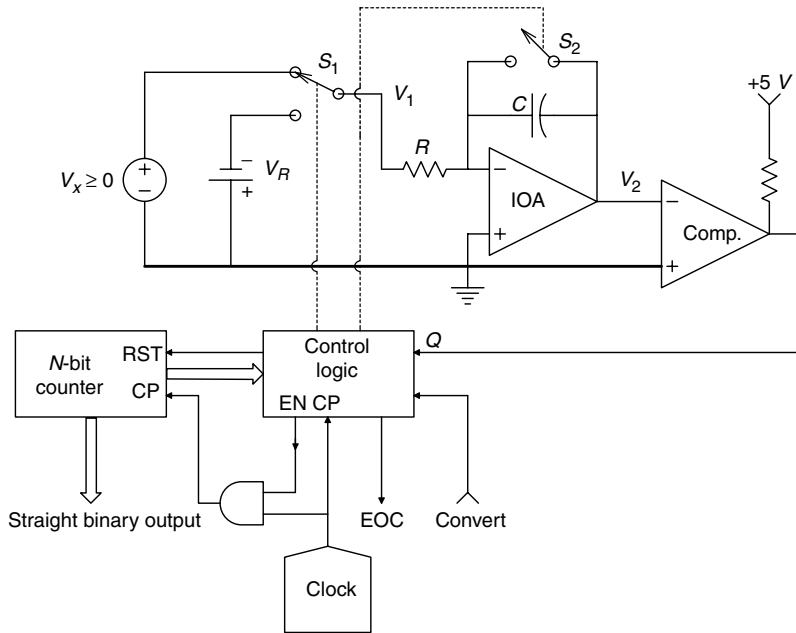 S1
S2
+5 V
V1
C
R
−
VR
+
+
−
Vx ≥ 0
−
IOA
+
V2
−
Comp.
+
N-bit
counter
RST
CP
Control
logic
EN CP
Q
Straight binary output
EOC
Convert
Clock